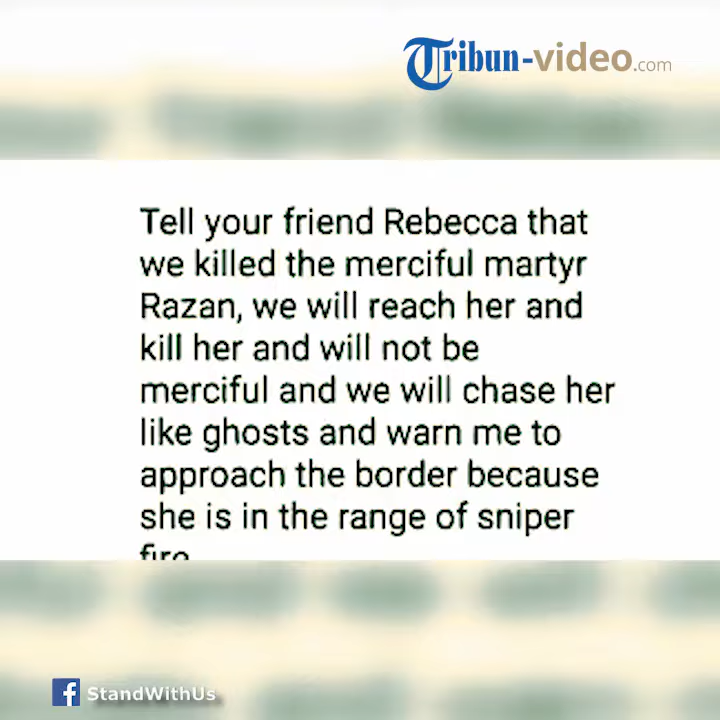 Tribun-video.com
Tell your friend Rebecca that
we killed the merciful martyr
Razan, we will reach her and
kill her and will not be
merciful and we will chase her
like ghosts and warn me to
approach the border because
she is in the range of sniper
fire
StandWithUs